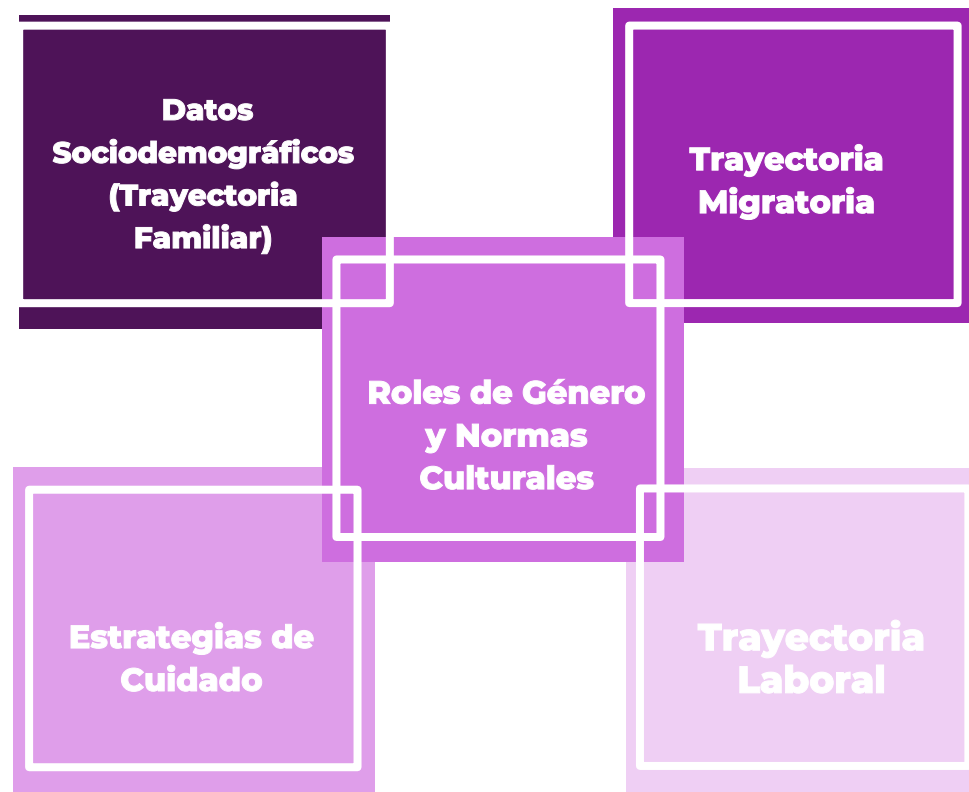 Datos
Sociodemográficos
(Trayectoria
Familiar)
Trayectoria
Migratoria
Roles de Género
y Normas
Culturales
Estrategias de
Cuidado
Trayectoria
Laboral